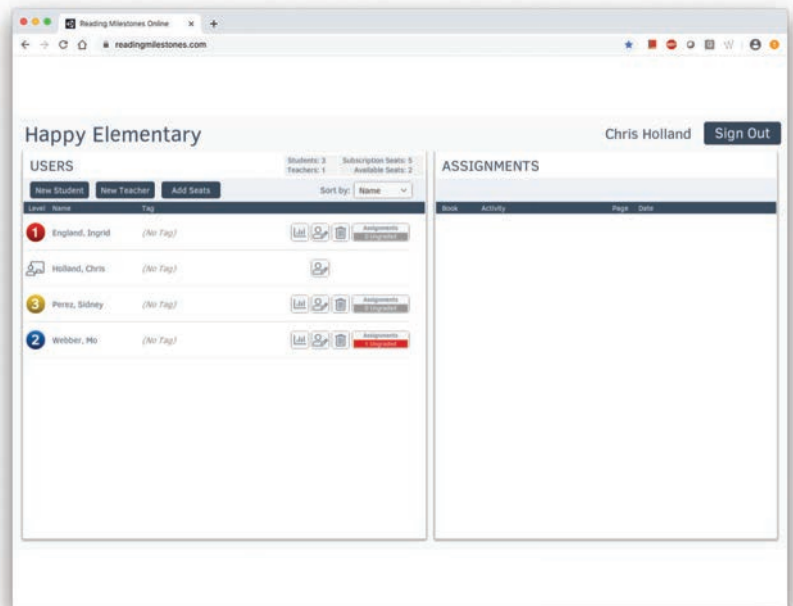 Reading Milestones Online
readingmilestones.com
Happy Elementary
Chris Holland
Sign Out
USERS
Students: 3
Subscription Seats: 5
Teachers: 1
Available Seats: 2
New Student
New Teacher
Add Seats
Sort by:
Name
Level
Name
Tag
1
England, Ingrid
(No Tag)
Assignments
0 Ungraded
Holland, Chris
(No Tag)
3
Perez, Sidney
(No Tag)
Assignments
0 Ungraded
2
Webber, Mo
(No Tag)
Assignments
1 Ungraded
ASSIGNMENTS
Book
Activity
Page
Date